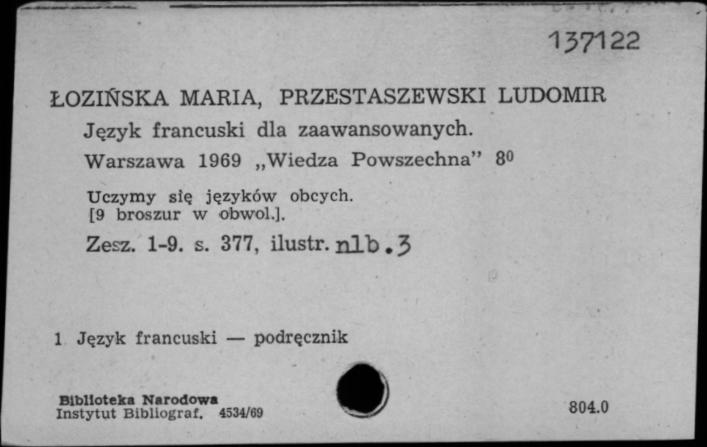 137122
ŁOZIŃSKA MARIA, PRZESTASZEWSKI LUDOMIR
Język francuski dla zaawansowanych.
Warszawa 1969 „Wiedza Powszechna” 8⁰
Uczymy się języków obcych.
[9 broszur w obwol.].
Zesz. 1-9. s. 377, ilustr. nlb. 3
1 Język francuski — podręcznik
Biblioteka Narodowa
Instytut Bibliograf. 4534/69
804.0